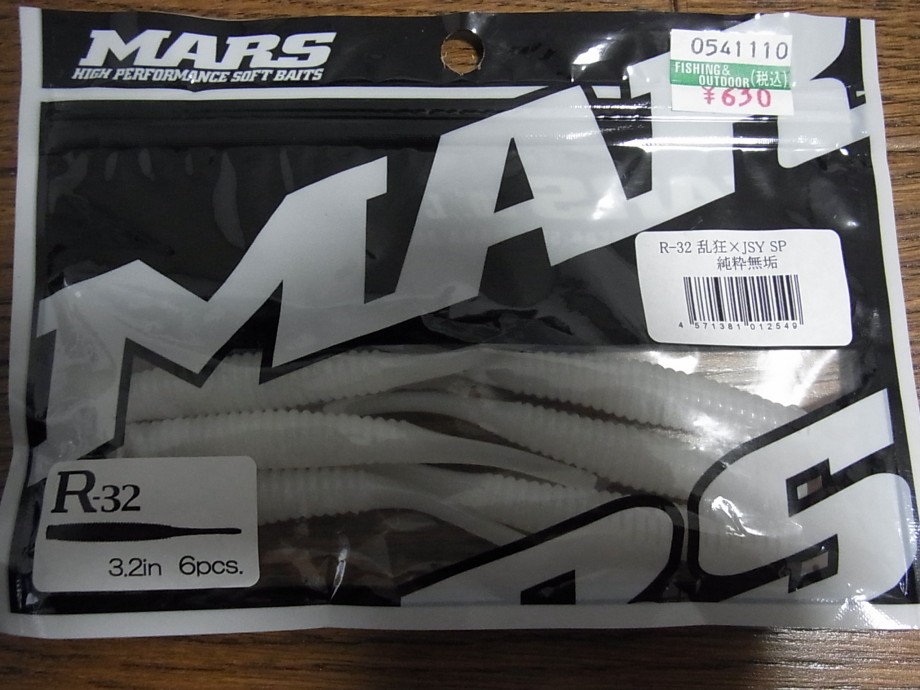 MARS
HIGH PERFORMANCE SOFT BAITS
0541110
FISHING &
OUTDOOR (税込)
¥630
MARS
R-32 乱狂×JSY SP
純粋無垢
4 571381 012549
R-32
3.2in 6pcs.